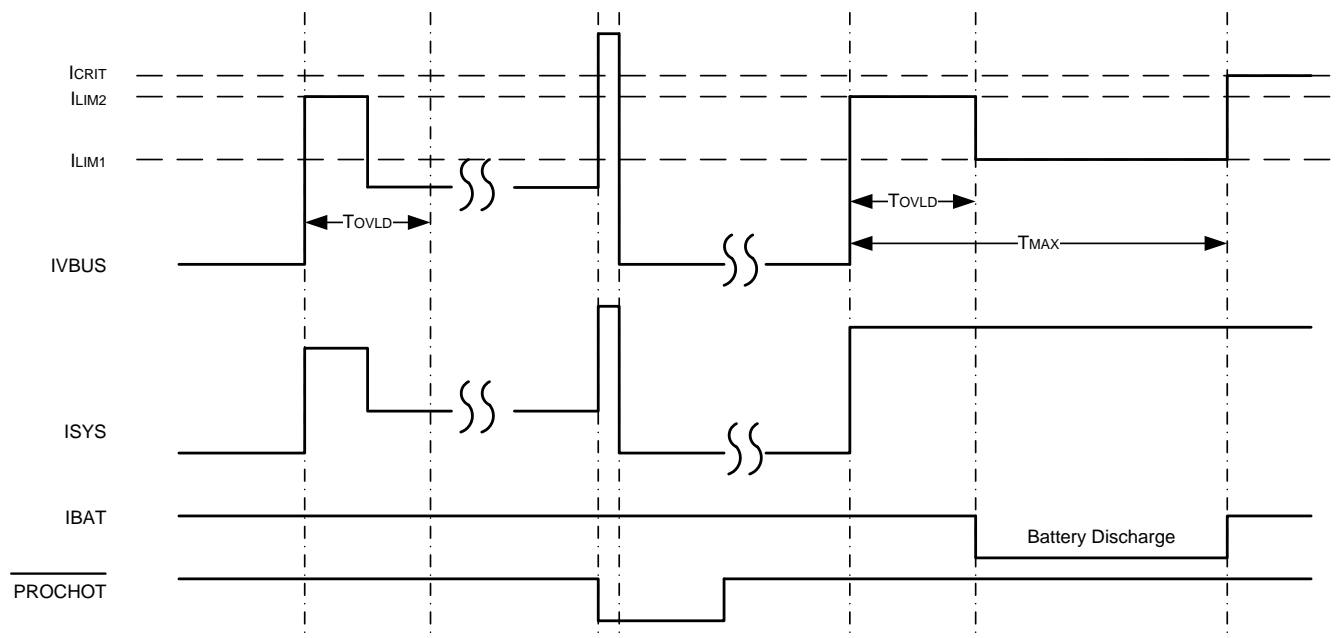 ICRIT
ILIM2
ILIM1
TOVLD
TOVLD
TMAX
IVBUS
ISYS
IBAT
Battery Discharge
PROCHOT